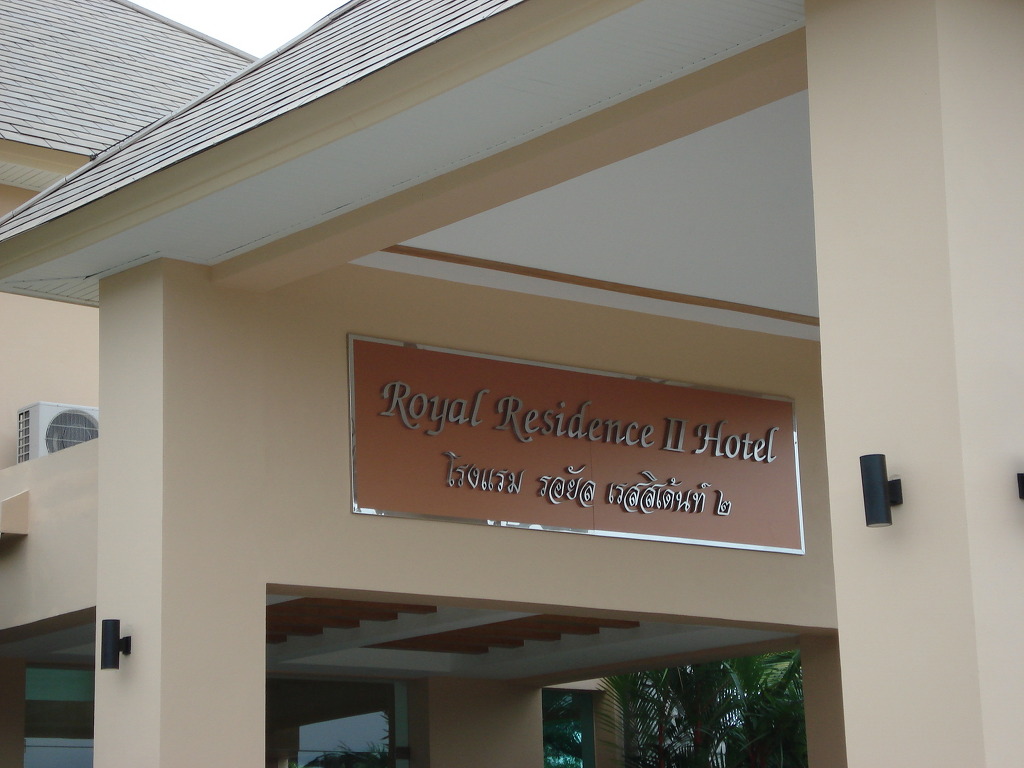 Royal Residence II Hotel
โรงแรม รอยัล เรสสิเด้นท์ ๒